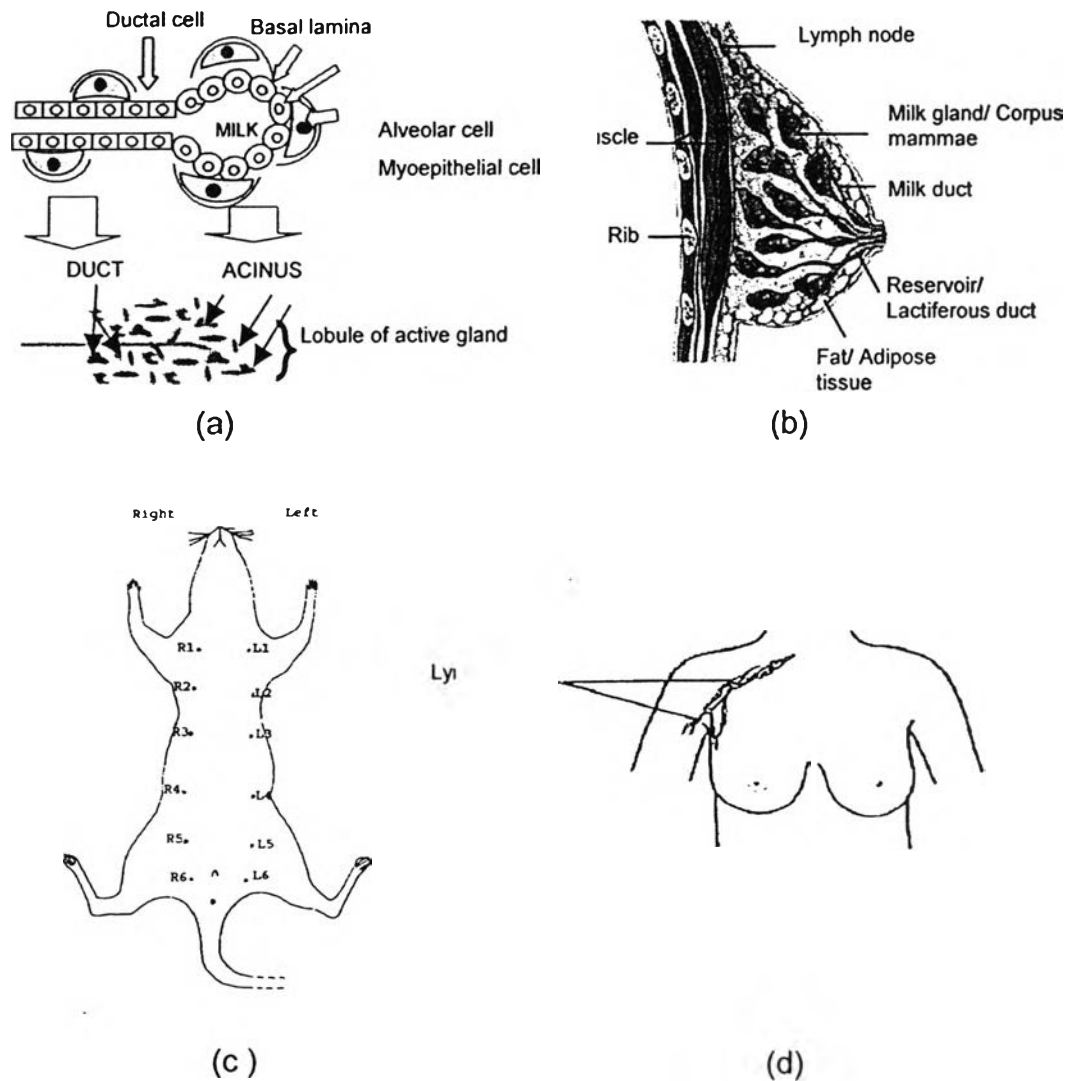 Ductal cell
Basal lamina
MILK
Alveolar cell
Myoepithelial cell
DUCT
ACINUS
Lobule of active gland
(a)
Lymph node
Milk gland/ Corpus
mammae
uscle
Milk duct
Rib
Reservoir/
Lactiferous duct
Fat/ Adipose
tissue
(b)
Right
Left
R1
L1
R2
L2
R3
L3
R4
L4
R5
L5
R6
L6
(c )
Lyı
(d)